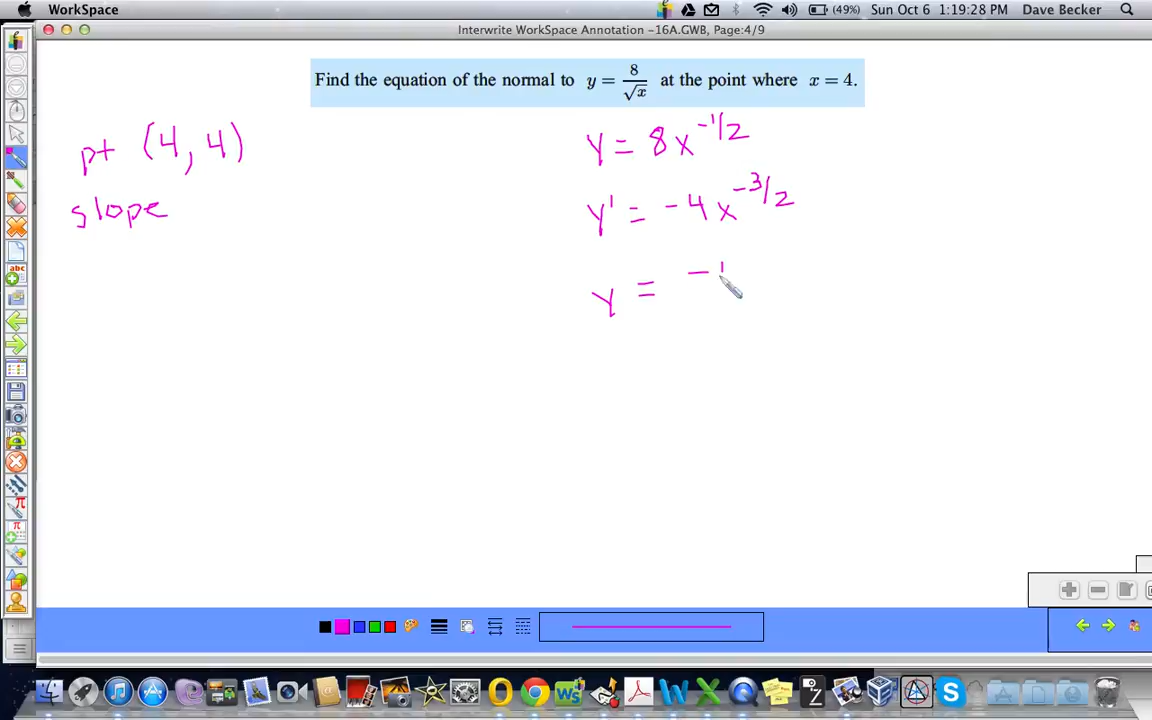 WorkSpace
(49%) Sun Oct 6 1:19:28 PM Dave Becker
Interwrite WorkSpace Annotation -16A.GWB, Page:4/9
Find the equation of the normal to y = 8/√x at the point where x = 4.
pt (4, 4)
slope
y = 8x^{-1/2}
y' = -4x^{-3/2}
y = -